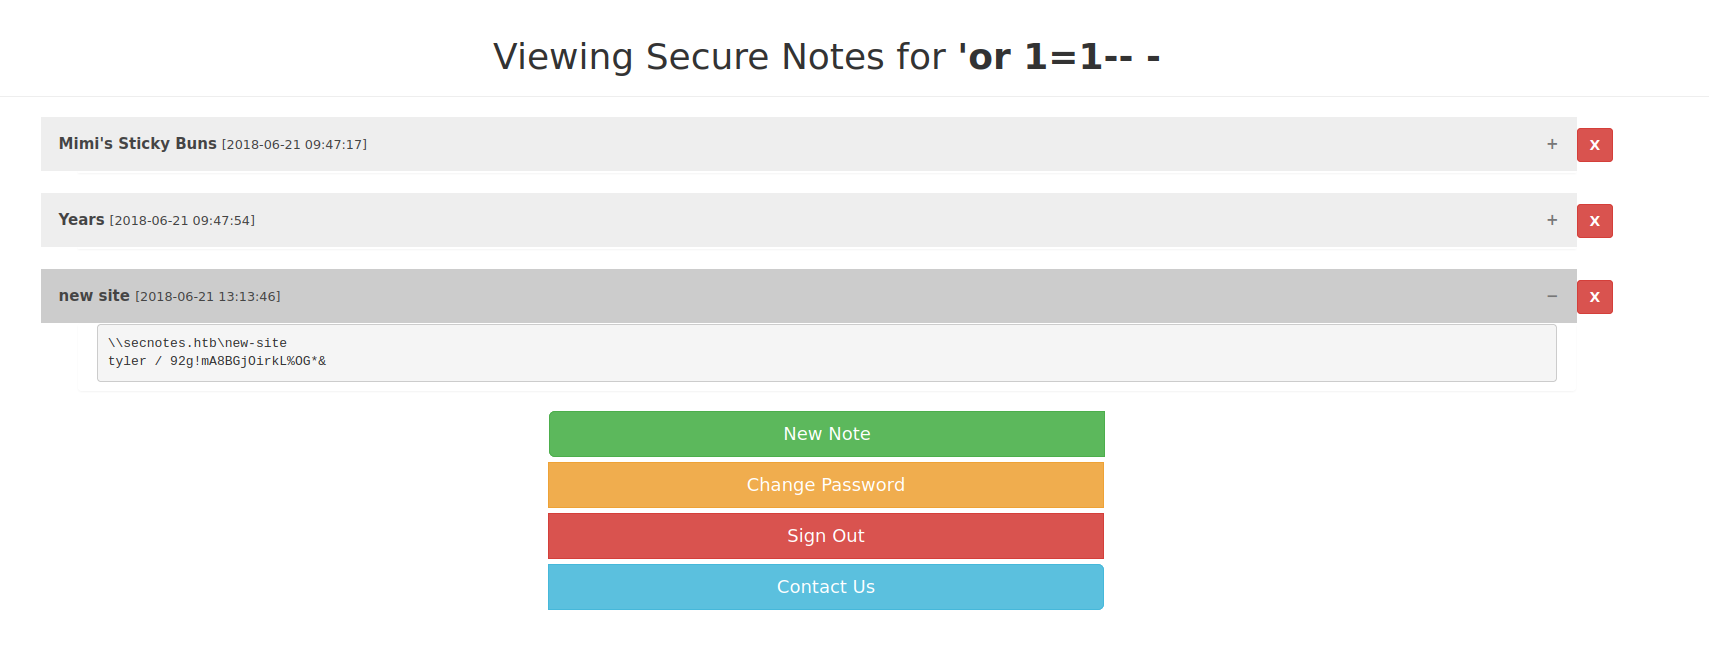 Viewing Secure Notes for 'or 1=1-- -
Mimi's Sticky Buns [2018-06-21 09:47:17] + X
Years [2018-06-21 09:47:54] + X
new site [2018-06-21 13:13:46] − X
\\secnotes.htb\new-site
tyler / 92g!mA8BGjOirkL%OG*&
New Note
Change Password
Sign Out
Contact Us